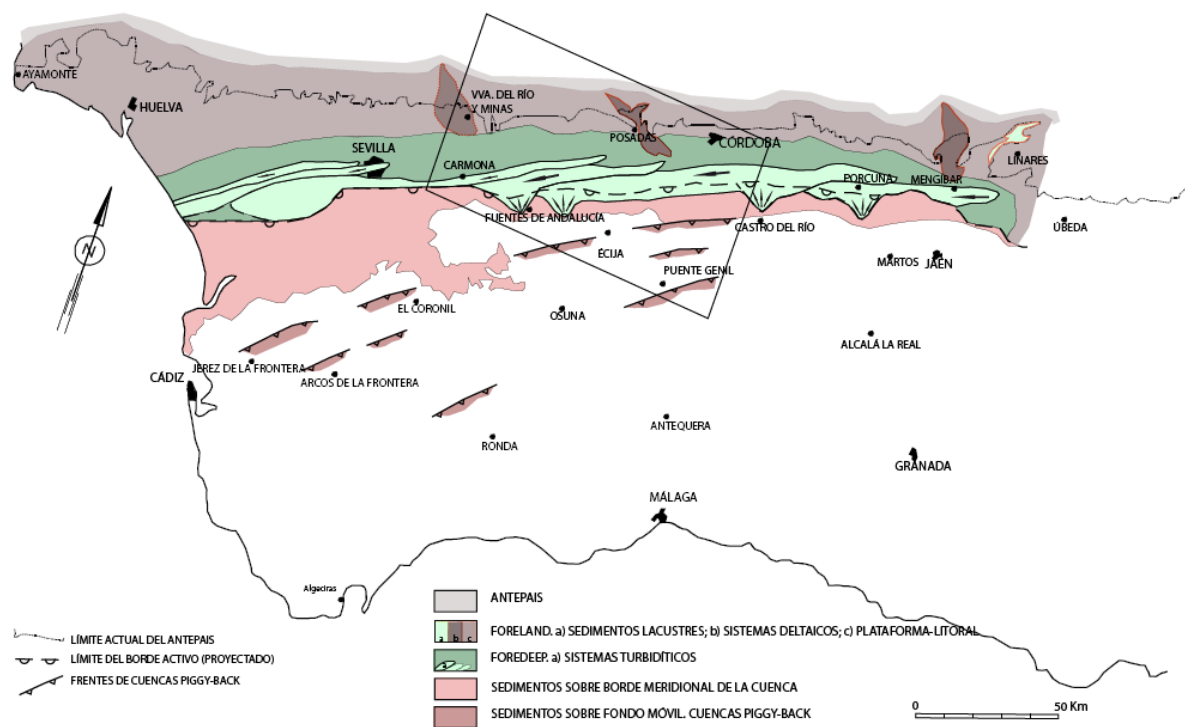 AYAMONTE
HUELVA
VVA. DEL RÍO
Y MINAS
POSADAS
CÓRDOBA
SEVILLA
CARMONA
LINARES
PORCUNA
MENGIBAR
FUENTES DE ANDALUCÍA
CASTRO DEL RÍO
ÚBEDA
N
ÉCIJA
MARTOS
JAÉN
PUENTE GENIL
EL CORONIL
OSUNA
ALCALÁ LA REAL
JEREZ DE LA FRONTERA
CÁDIZ
ARCOS DE LA FRONTERA
ANTEQUERA
RONDA
GRANADA
MÁLAGA
Algeciras
LÍMITE ACTUAL DEL ANTEPAIS
LÍMITE DEL BORDE ACTIVO (PROYECTADO)
FRENTES DE CUENCAS PIGGY-BACK
ANTEPAIS
a b c FORELAND. a) SEDIMENTOS LACUSTRES; b) SISTEMAS DELTAICOS; c) PLATAFORMA-LITORAL
a FOREDEEP. a) SISTEMAS TURBIDÍTICOS
SEDIMENTOS SOBRE BORDE MERIDIONAL DE LA CUENCA
SEDIMENTOS SOBRE FONDO MÓVIL. CUENCAS PIGGY-BACK
0 50 Km